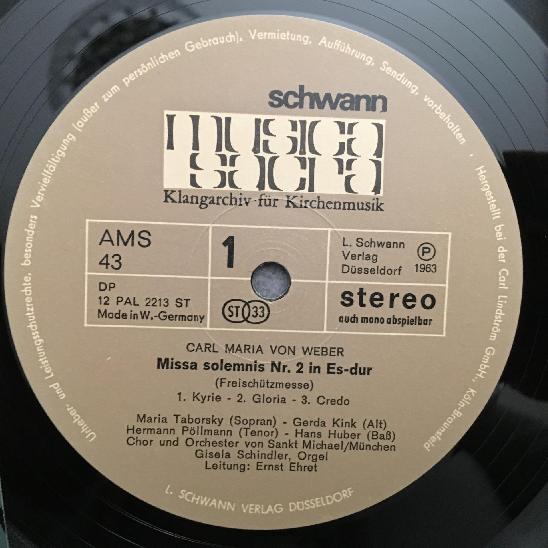 Urheber- und Leistungsschutzrechte, besonders Vervielfältigung (außer zum persönlichen Gebrauch), Vermietung, Aufführung, Sendung, vorbehalten · Hergestellt bei der Carl Lindström GmbH., Köln-Braunsfeld
schwann
musica
sacra
Klangarchiv für Kirchenmusik
AMS
43
1
L. Schwann
Verlag
Düsseldorf
P
1963
DP
12 PAL 2213 ST
Made in W.-Germany
ST 33
stereo
auch mono abspielbar
CARL MARIA VON WEBER
Missa solemnis Nr. 2 in Es-dur
(Freischützmesse)
1. Kyrie - 2. Gloria - 3. Credo
Maria Taborsky (Sopran) - Gerda Kink (Alt)
Hermann Pöllmann (Tenor) - Hans Huber (Baß)
Chor und Orchester von Sankt Michael/München
Gisela Schindler, Orgel
Leitung: Ernst Ehret
L. SCHWANN VERLAG DÜSSELDORF